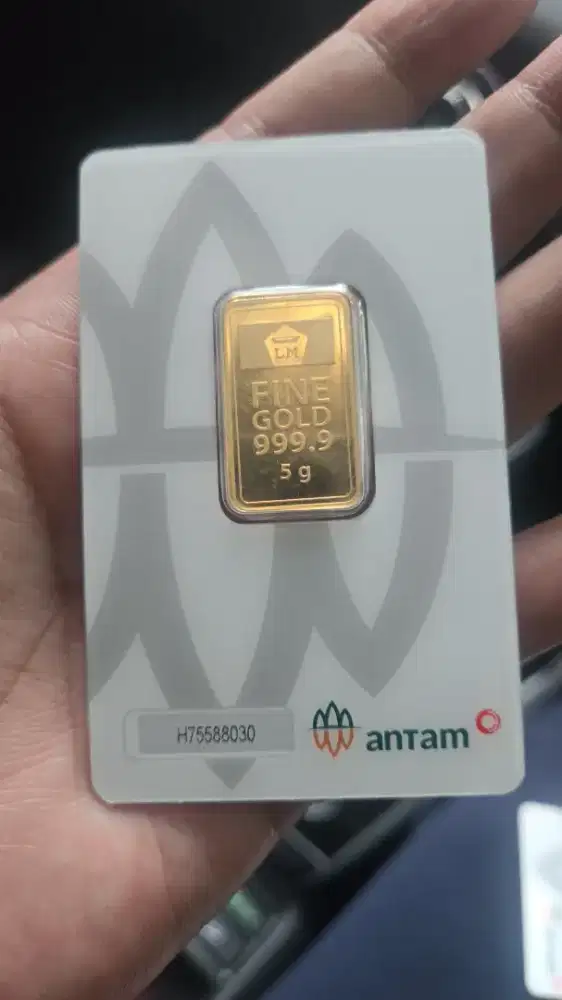 LM
FINE
GOLD
999.9
5 g
H75588030
antam